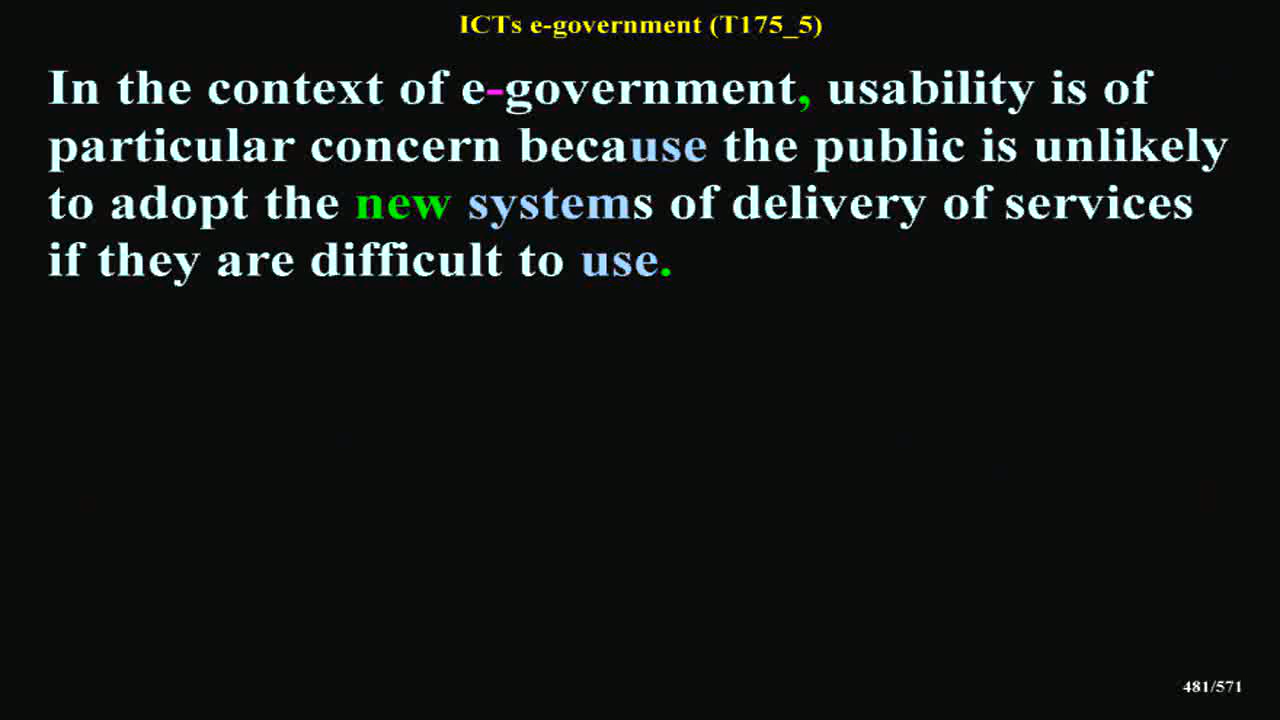 ICTs e-government (T175_5)
In the context of e-government, usability is of
particular concern because the public is unlikely
to adopt the new systems of delivery of services
if they are difficult to use.
481/571